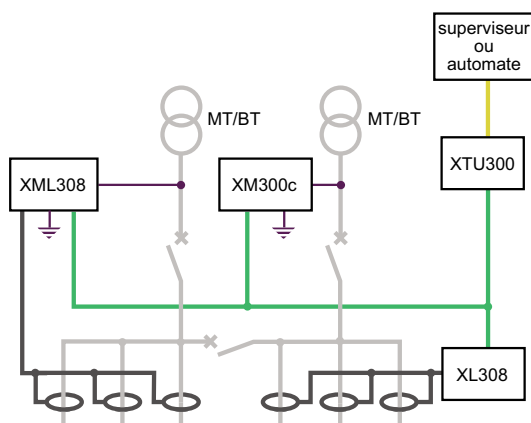 superviseur
ou
automate
MT/BT
MT/BT
XML308
XM300c
XTU300
XL308